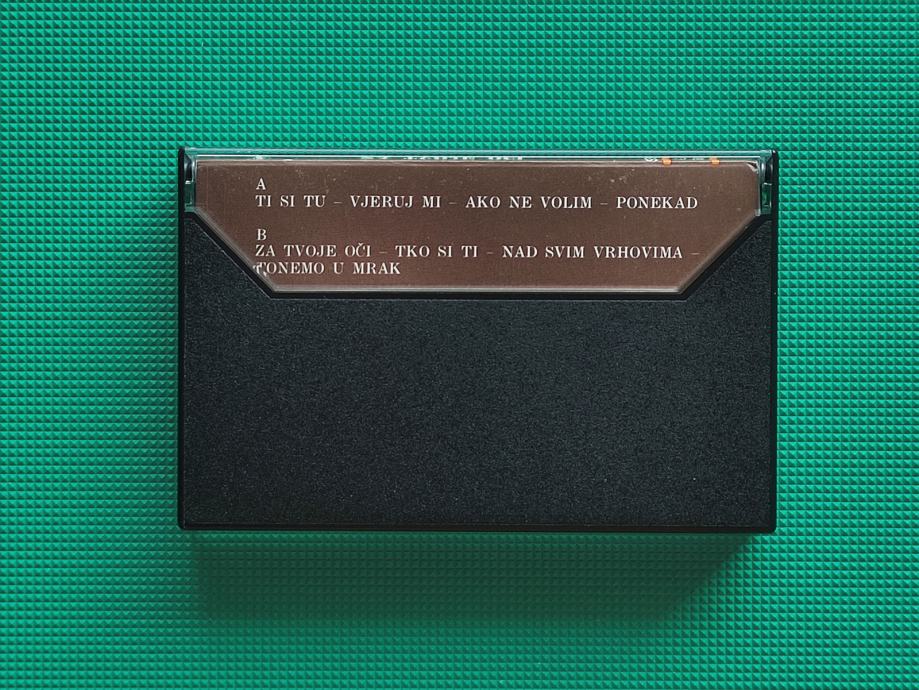 A
TI SI TU – VJERUJ MI – AKO NE VOLIM – PONEKAD
B
ZA TVOJE OČI – TKO SI TI – NAD SVIM VRHOVIMA –
TONEMO U MRAK